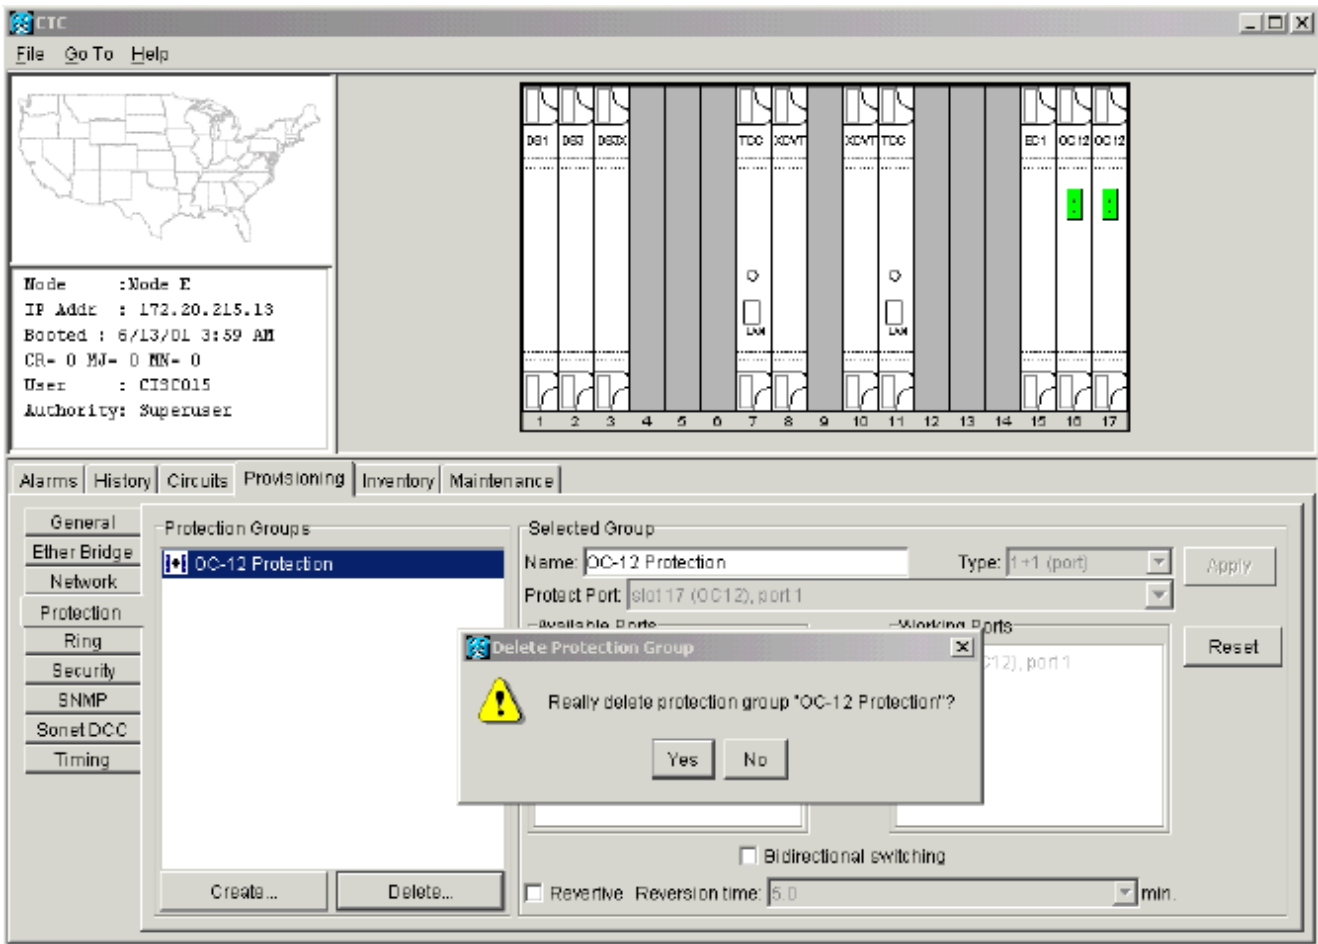 CTC
File Go To Help
DS1 DS3 DS3X TCC XCVT XCVT TCC EC1 OC12 OC12
LAN LAN
1 2 3 4 5 6 7 8 9 10 11 12 13 14 15 16 17
Node :Node E
IP Addr : 172.20.215.13
Booted : 6/13/01 3:59 AM
CR- 0 MJ- 0 MN- 0
User : CISCO15
Authority: Superuser
Alarms History Circuits Provisioning Inventory Maintenance
General
Ether Bridge
Network
Protection
Ring
Security
SNMP
Sonet DCC
Timing
Protection Groups
OC-12 Protection
Create... Delete...
Selected Group
Name: OC-12 Protection Type: 1+1 (port) Apply
Protect Port: slot 17 (OC12), port 1
Available Ports Working Ports
Reset
C12), port 1
Delete Protection Group
Really delete protection group "OC-12 Protection"?
Yes No
Bidirectional switching
Revertive Reversion time: 5.0 min.